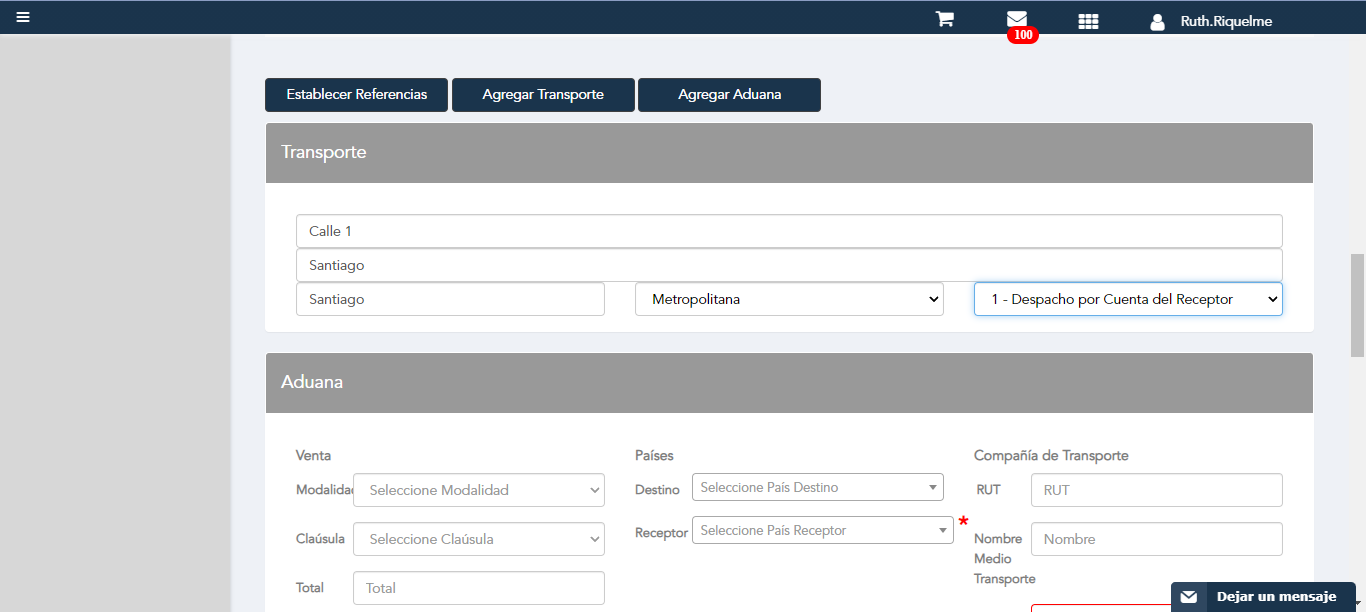 Ruth.Riquelme
100
Establecer Referencias Agregar Transporte Agregar Aduana
Transporte
Calle 1
Santiago
Santiago Metropolitana 1 - Despacho por Cuenta del Receptor
Aduana
Venta Países Compañía de Transporte
Modalidad Seleccione Modalidad Destino Seleccione País Destino RUT RUT
Receptor Seleccione País Receptor *
Claúsula Seleccione Claúsula Nombre Medio Transporte Nombre
Total Total
Dejar un mensaje